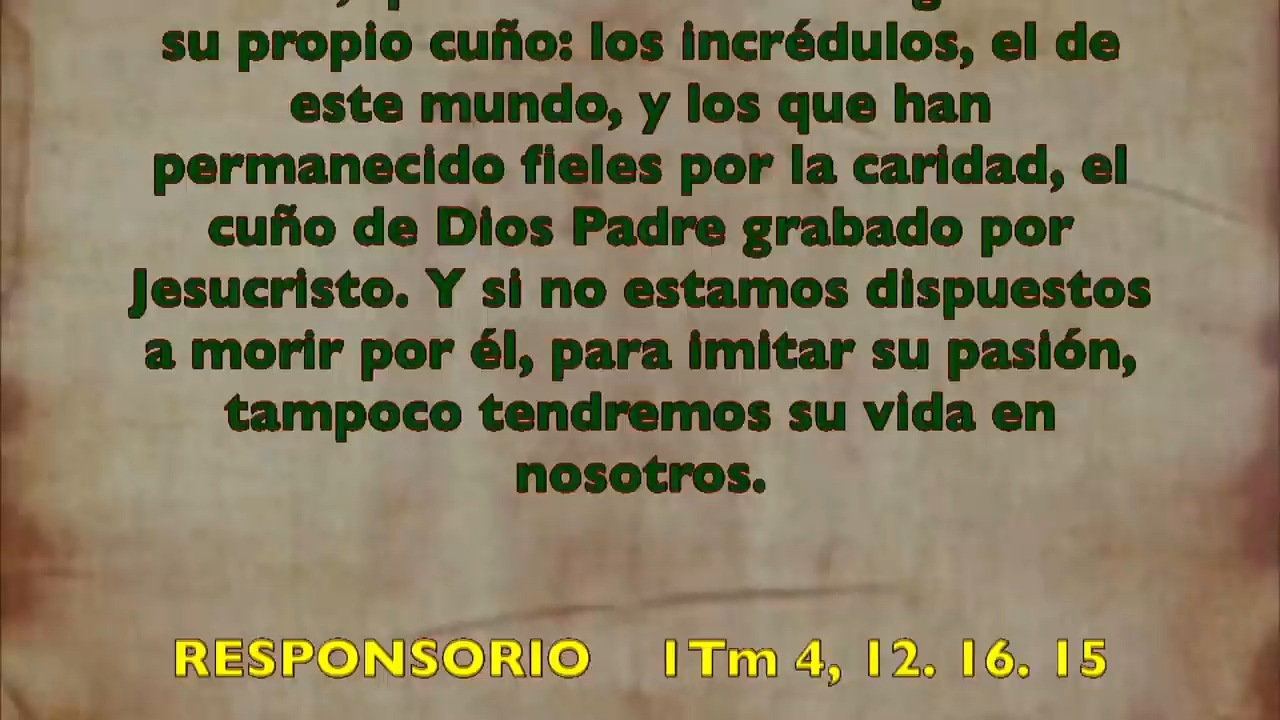 su propio cuño: los incrédulos, el de
este mundo, y los que han
permanecido fieles por la caridad, el
cuño de Dios Padre grabado por
Jesucristo. Y si no estamos dispuestos
a morir por él, para imitar su pasión,
tampoco tendremos su vida en
nosotros.
RESPONSORIO 1Tm 4, 12. 16. 15